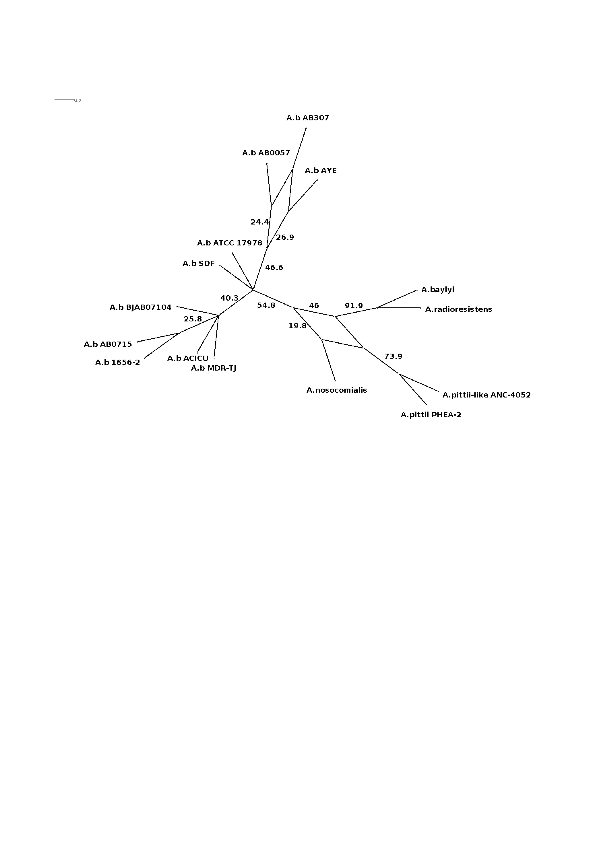 A.b AB307
A.b AB0057
A.b AYE
24.4
26.9
A.b ATCC 17978
A.b SDF
46.6
A.baylyi
40.3
54.8
46
91.9
A.b BJAB07104
A.radioresistens
25.8
19.8
A.b AB0715
A.b ACICU
73.9
A.b 1656-2
A.b MDR-TJ
A.nosocomialis
A.pittii-like ANC-4052
A.pittii PHEA-2